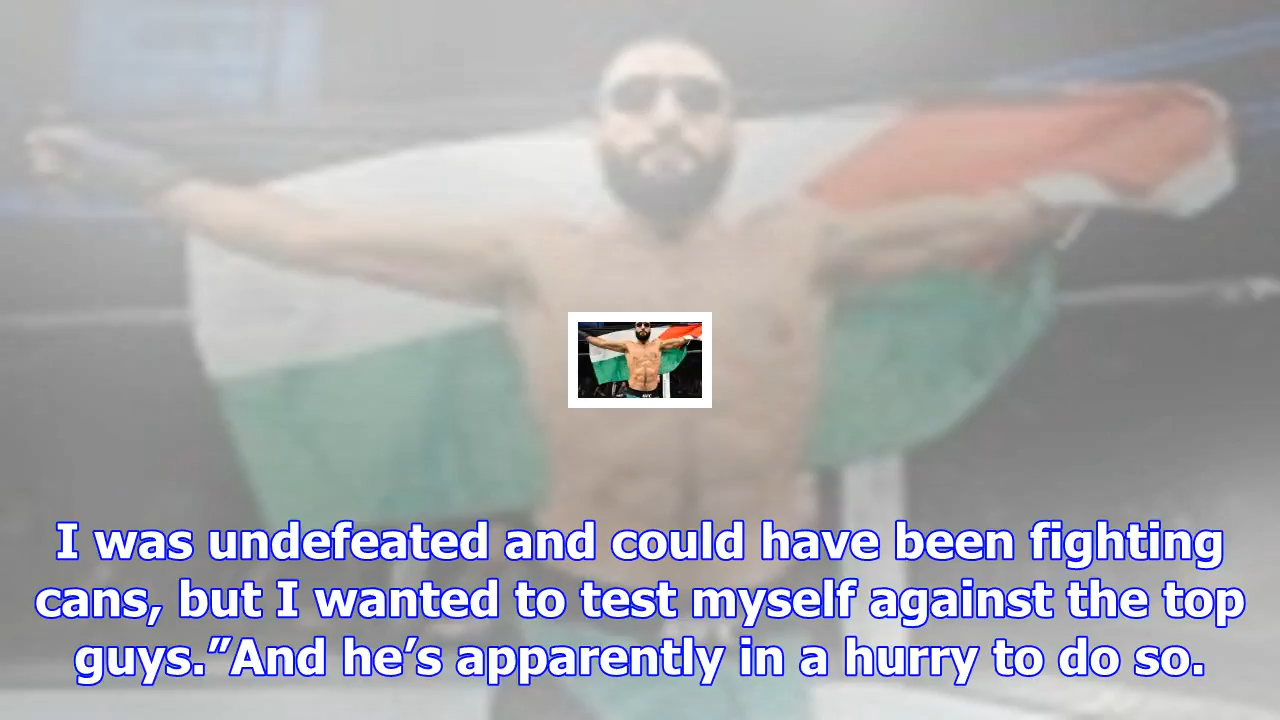 I was undefeated and could have been fighting
cans, but I wanted to test myself against the top
guys.”And he’s apparently in a hurry to do so.